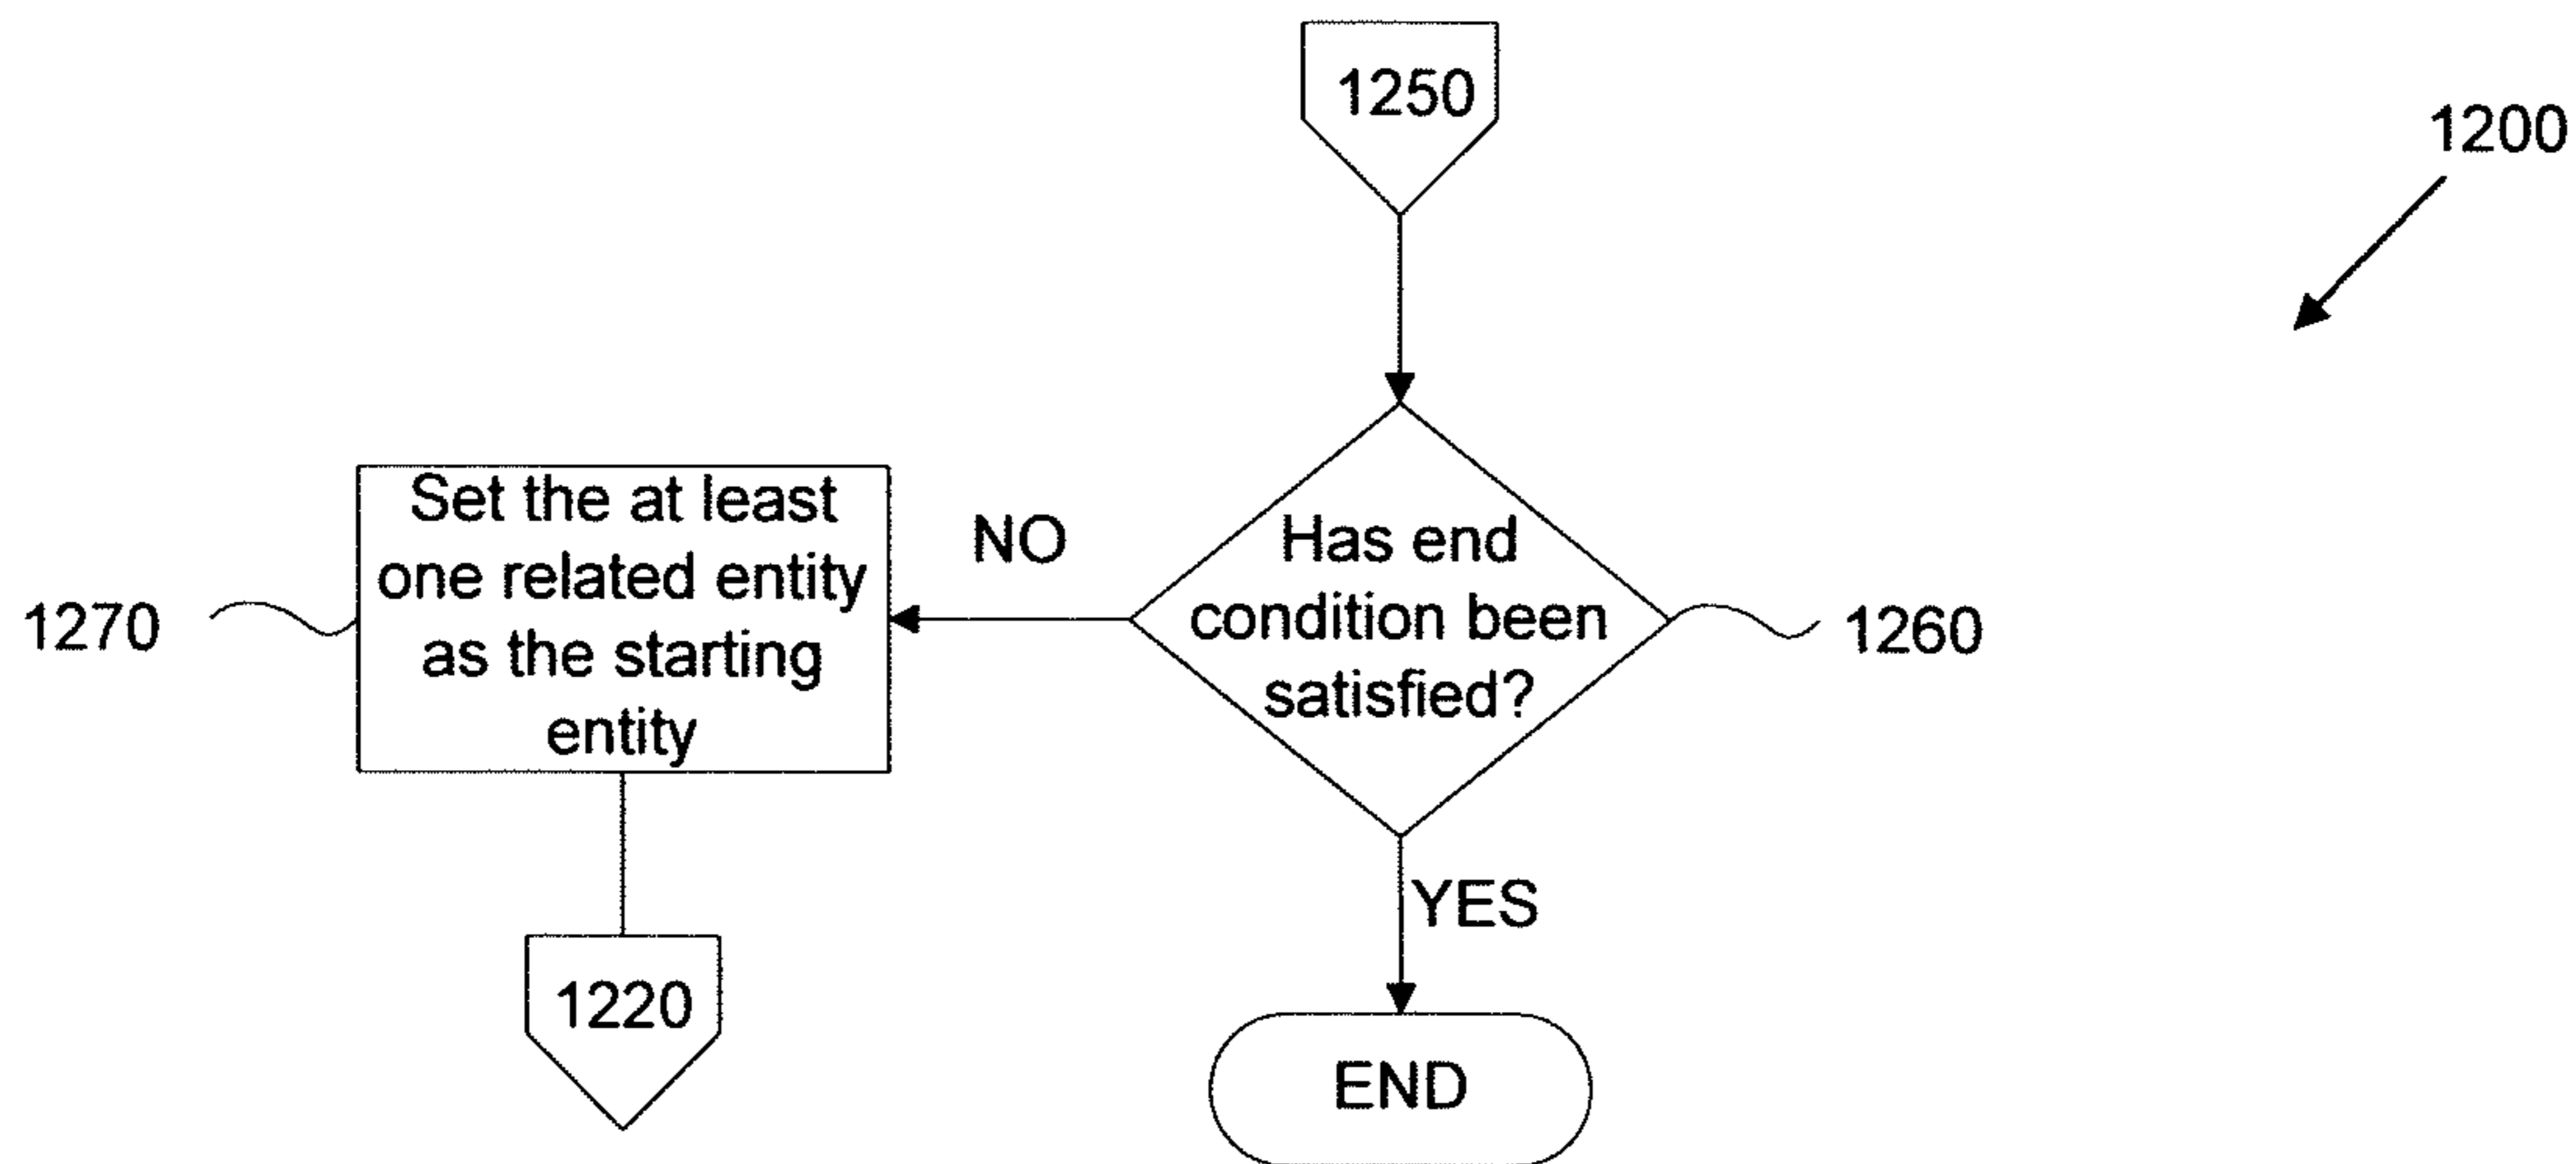 1250
1200
Set the at least
one related entity
as the starting
entity
NO
Has end
condition been
satisfied?
1270
1260
YES
1220
END